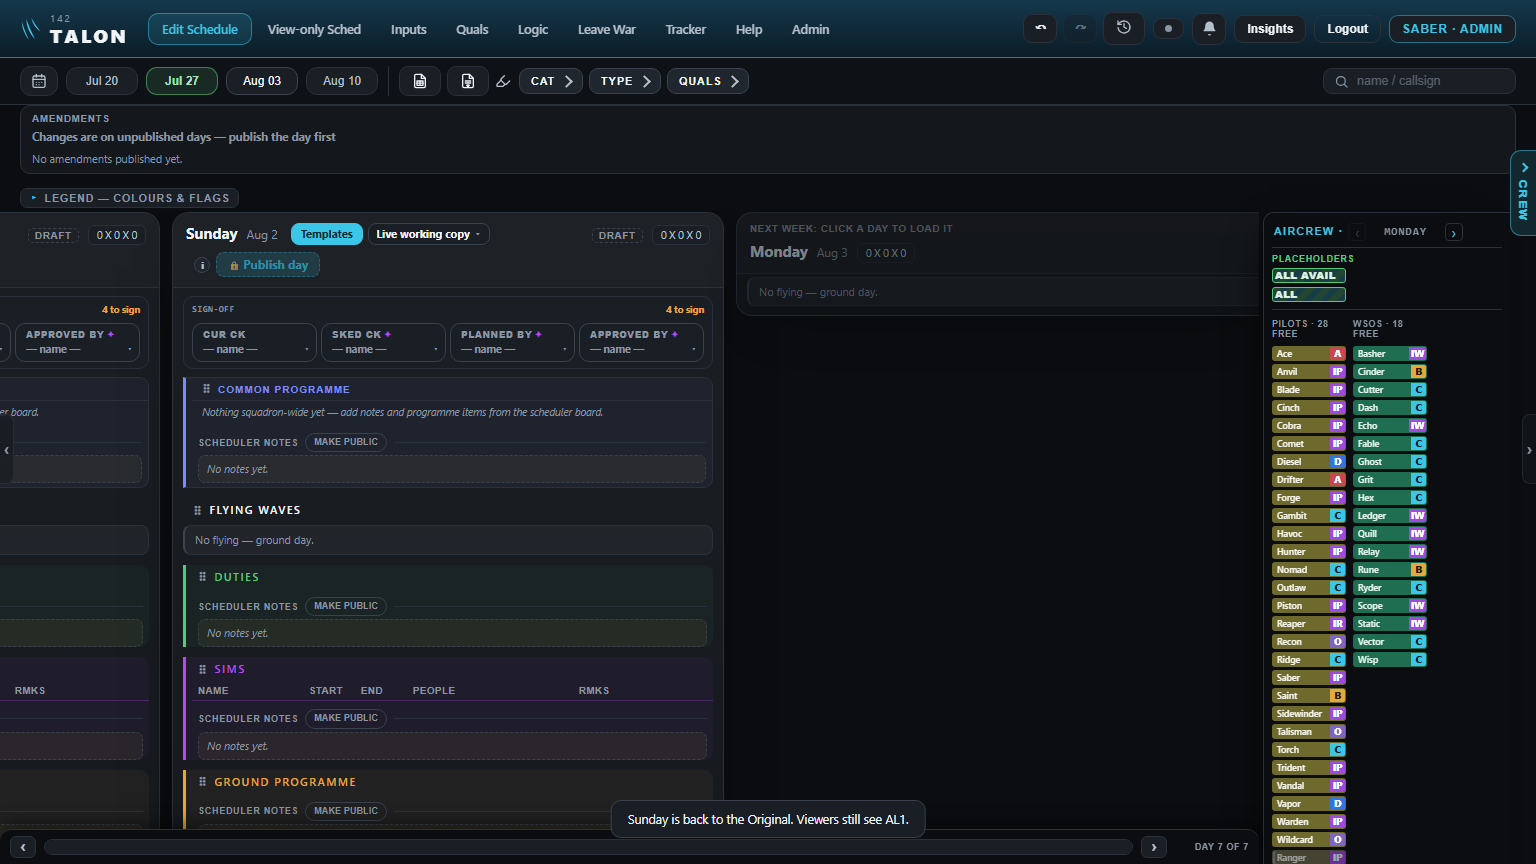 142
TALON
Edit Schedule
View-only Sched
Inputs
Quals
Logic
Leave War
Tracker
Help
Admin
Insights
Logout
SABER · ADMIN
Jul 20
Jul 27
Aug 03
Aug 10
CAT
TYPE
QUALS
name / callsign
AMENDMENTS
Changes are on unpublished days — publish the day first
No amendments published yet.
CREW
LEGEND — COLOURS & FLAGS
DRAFT
0X0X0
4 to sign
APPROVED BY
— name —
er board.
RMKS
Sunday Aug 2
Templates
Live working copy
DRAFT
0X0X0
i
Publish day
SIGN-OFF
4 to sign
CUR CK
— name —
SKED CK
— name —
PLANNED BY
— name —
APPROVED BY
— name —
COMMON PROGRAMME
Nothing squadron-wide yet — add notes and programme items from the scheduler board.
SCHEDULER NOTES
MAKE PUBLIC
No notes yet.
FLYING WAVES
No flying — ground day.
DUTIES
SCHEDULER NOTES
MAKE PUBLIC
No notes yet.
SIMS
NAME START END PEOPLE RMKS
SCHEDULER NOTES
MAKE PUBLIC
No notes yet.
GROUND PROGRAMME
SCHEDULER NOTES
MAKE PUBLIC
NEXT WEEK: CLICK A DAY TO LOAD IT
Monday Aug 3 0X0X0
No flying — ground day.
Sunday is back to the Original. Viewers still see AL1.
DAY 7 OF 7
AIRCREW · MONDAY
PLACEHOLDERS
ALL AVAIL
ALL
PILOTS · 28 FREE
Ace A
Anvil IP
Blade IP
Cinch IP
Cobra IP
Comet IP
Diesel D
Drifter A
Forge IP
Gambit C
Havoc IP
Hunter IP
Nomad C
Outlaw C
Piston IP
Reaper IR
Recon O
Ridge C
Saber IP
Saint B
Sidewinder IP
Talisman O
Torch C
Trident IP
Vandal IP
Vapor D
Warden IP
Wildcard O
Ranger IP
WSOS · 18 FREE
Basher IW
Cinder B
Cutter C
Dash C
Echo IW
Fable C
Ghost C
Grit C
Hex C
Ledger IW
Quill IW
Relay IW
Rune B
Ryder C
Scope IW
Static IW
Vector C
Wisp C